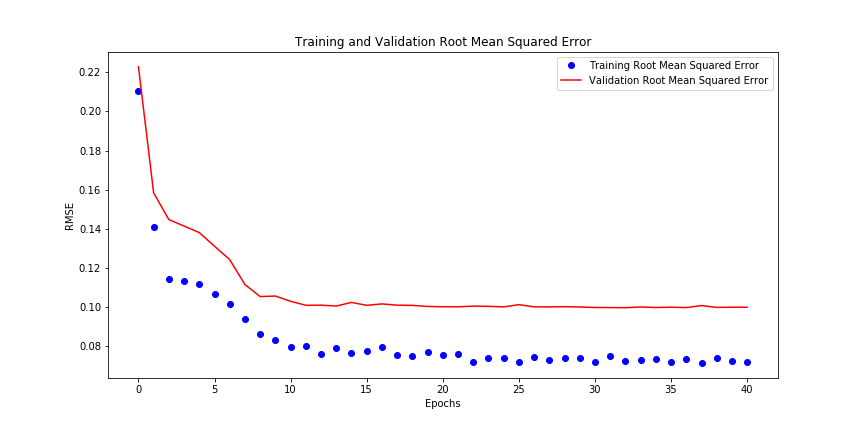 Training and Validation Root Mean Squared Error
Training Root Mean Squared Error
Validation Root Mean Squared Error
RMSE
0.22
0.20
0.18
0.16
0.14
0.12
0.10
0.08
0 5 10 15 20 25 30 35 40
Epochs